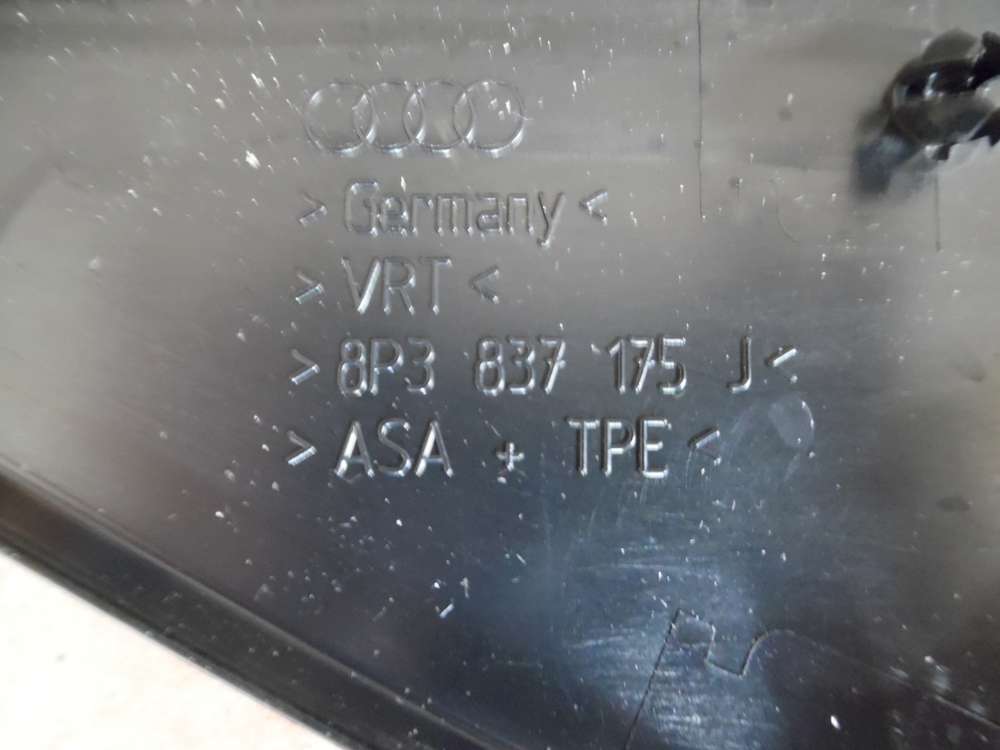 >Germany<
>VRT<
>8P3 837 175 J<
>ASA + TPE<